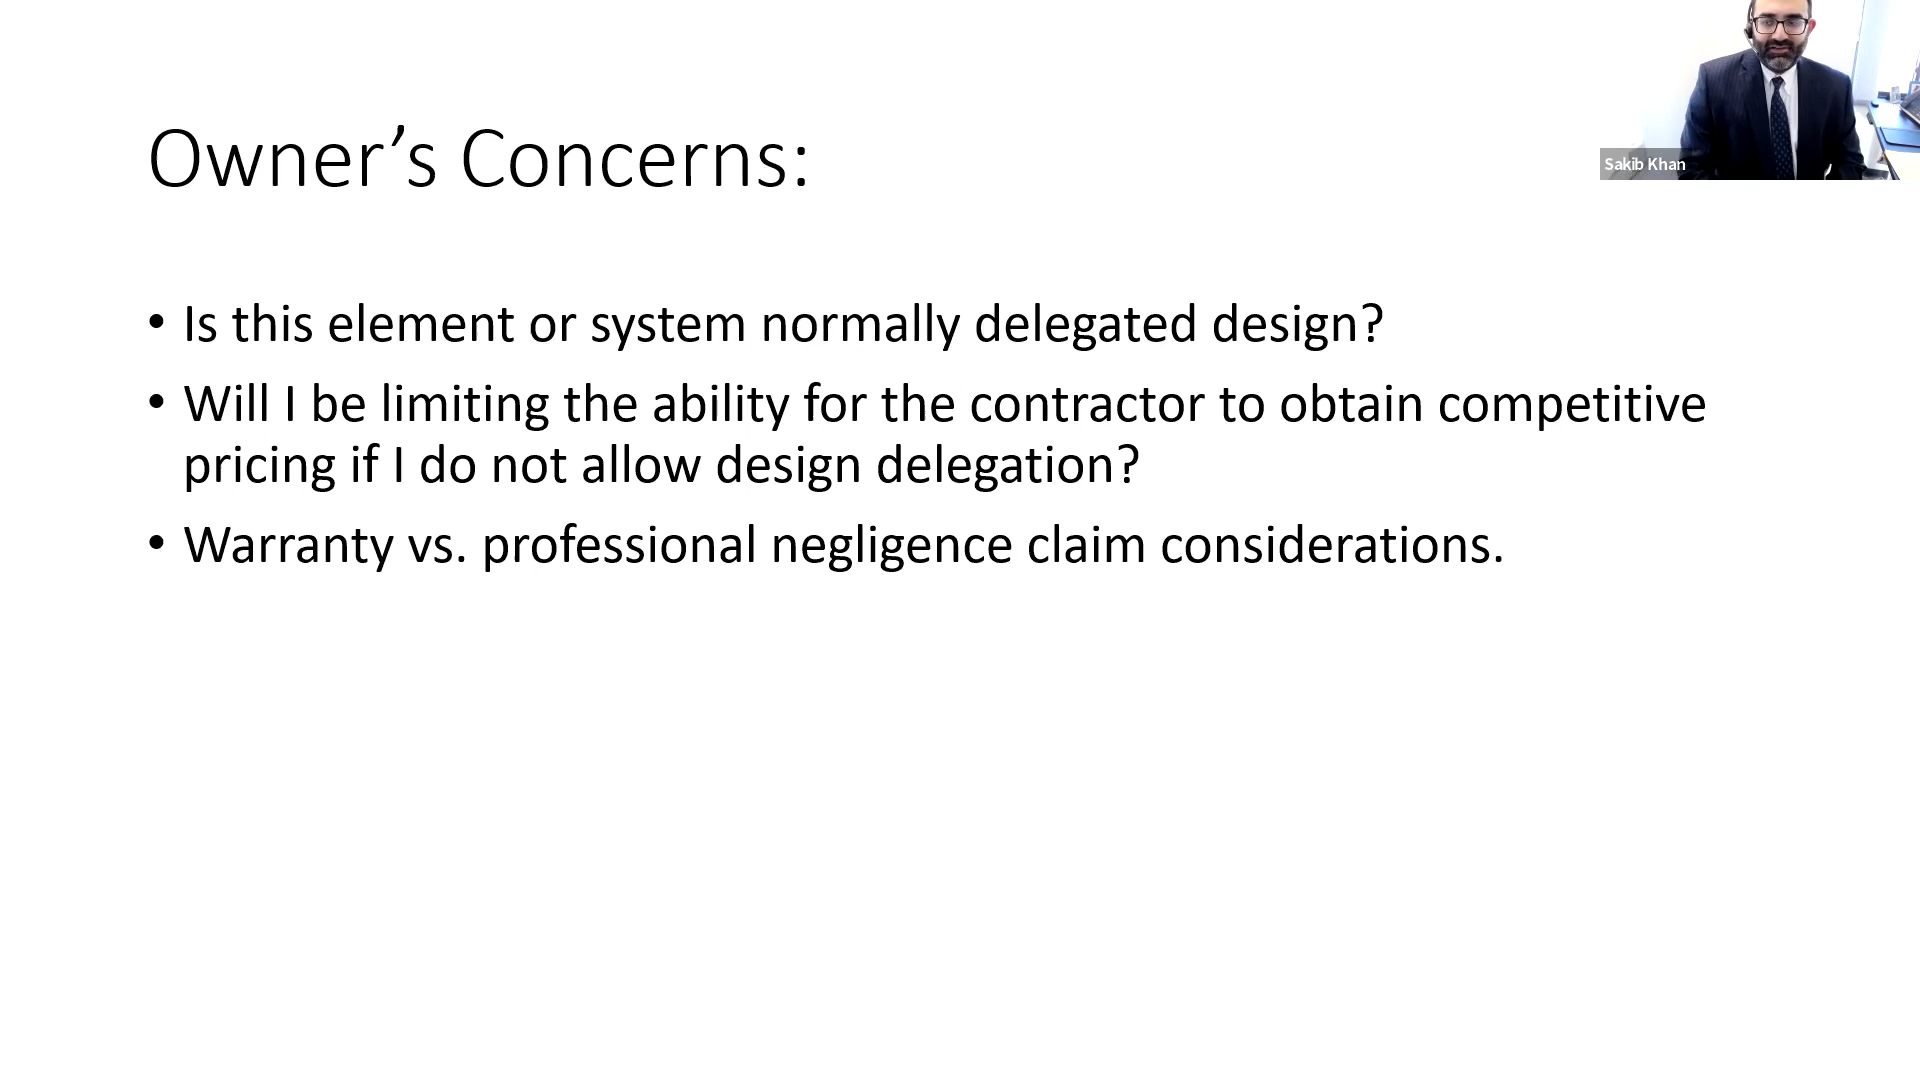 Sakib Khan
Owner’s Concerns:
• Is this element or system normally delegated design?
• Will I be limiting the ability for the contractor to obtain competitive
pricing if I do not allow design delegation?
• Warranty vs. professional negligence claim considerations.